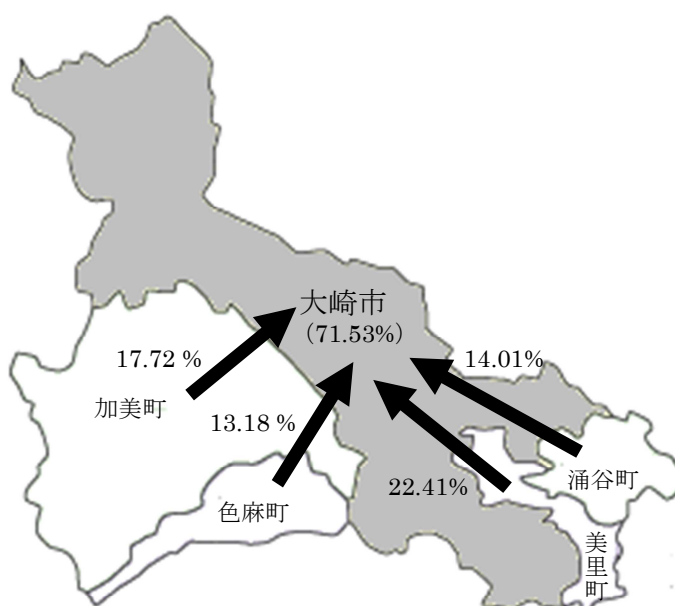 大崎市
（71.53%）
14.01%
17.72 %
加美町
13.18 %
22.41%
涌谷町
色麻町
美里町